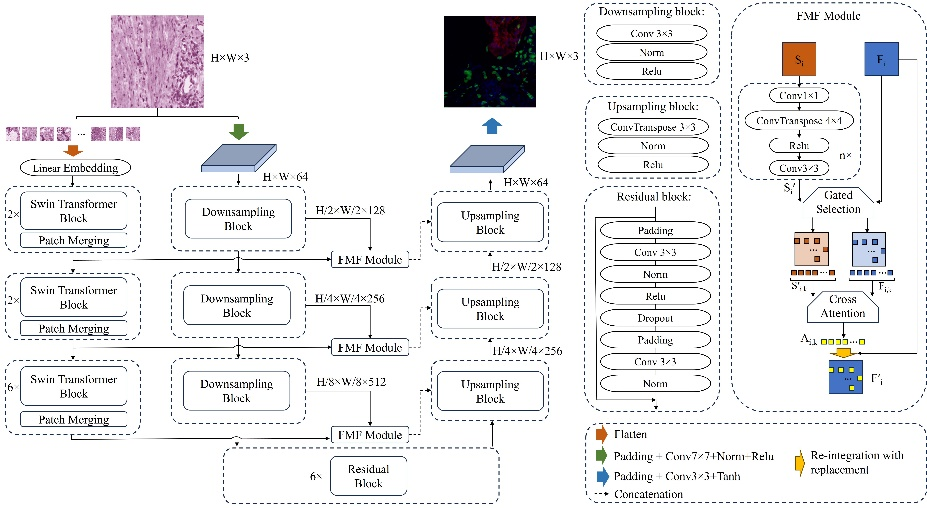 H×W×3
Linear Embedding
H×W×64
2×
Swin Transformer
Block
Patch Merging
Downsampling
Block
H/2×W/2×128
FMF Module
2×
Swin Transformer
Block
Patch Merging
Downsampling
Block
H/4×W/4×256
FMF Module
6×
Swin Transformer
Block
Patch Merging
Downsampling
Block
H/8×W/8×512
FMF Module
6×
Residual
Block
H×W×3
H×W×64
Upsampling
Block
H/2×W/2×128
Upsampling
Block
H/4×W/4×256
Upsampling
Block
Downsampling block:
Conv 3×3
Norm
Relu
Upsampling block:
ConvTranspose 3×3
Norm
Relu
Residual block:
Padding
Conv 3×3
Norm
Relu
Dropout
Padding
Conv 3×3
Norm
FMF Module
Si
Fi
Conv1×1
ConvTranspose 4×4
Relu
Conv3×3
n×
S'i
Gated
Selection
...
...
S'i,t
Fi,t
Cross
Attention
Ai,t
F'i
Flatten
Padding + Conv7×7+Norm+Relu
Padding + Conv3×3+Tanh
Concatenation
Re-integration with
replacement